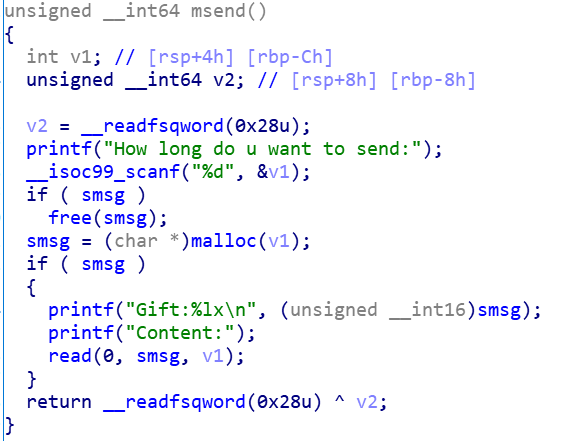 unsigned __int64 msend()
{
  int v1; // [rsp+4h] [rbp-Ch]
  unsigned __int64 v2; // [rsp+8h] [rbp-8h]

  v2 = __readfsqword(0x28u);
  printf("How long do u want to send:");
  __isoc99_scanf("%d", &v1);
  if ( smsg )
    free(smsg);
  smsg = (char *)malloc(v1);
  if ( smsg )
  {
    printf("Gift:%lx\n", (unsigned __int16)smsg);
    printf("Content:");
    read(0, smsg, v1);
  }
  return __readfsqword(0x28u) ^ v2;
}